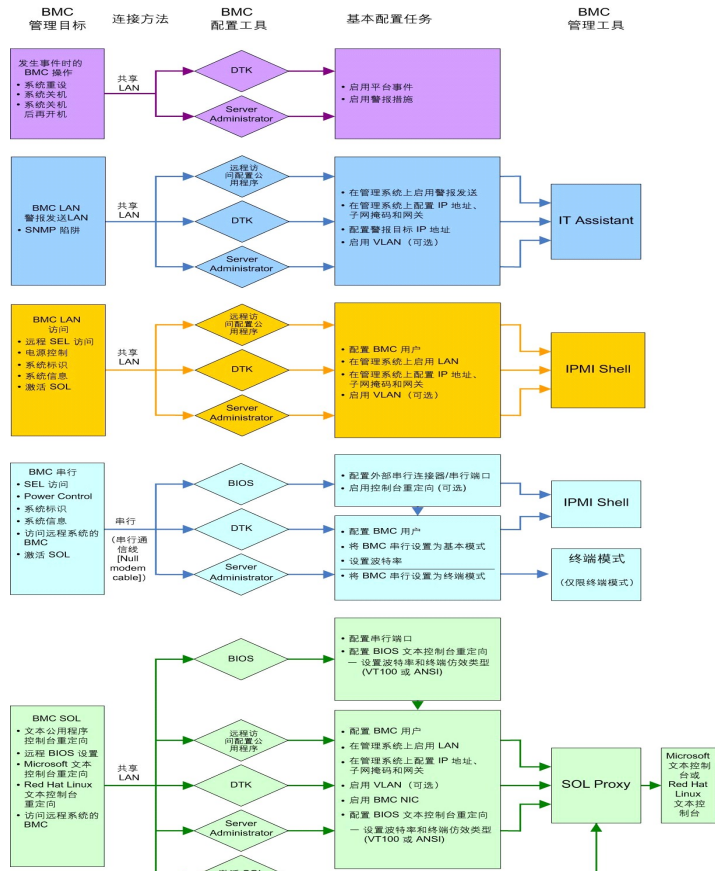 BMC
管理目标
连接方法
BMC
配置工具
基本配置任务
BMC
管理工具
发生事件时的
BMC 操作
• 系统重设
• 系统关机
• 系统关机
后再开机
共享
LAN
DTK
Server
Administrator
• 启用平台事件
• 启用警报措施
BMC LAN
警报发送LAN
• SNMP 陷阱
共享
LAN
远程访
问配置公
用程序
DTK
Server
Administrator
• 在管理系统上启用警报发送
• 在管理系统上配置 IP 地址、
子网掩码和网关
• 配置警报目标 IP 地址
• 启用 VLAN（可选）
IT Assistant
BMC LAN
访问
• 远程 SEL 访问
• 电源控制
• 系统标识
• 系统信息
• 激活 SOL
共享
LAN
远程访
问配置公
用程序
DTK
Server
Administrator
• 配置 BMC 用户
• 在管理系统上启用 LAN
• 在管理系统上配置 IP 地址、
子网掩码和网关
• 启用 VLAN（可选）
IPMI Shell
BMC 串行
• SEL 访问
• Power Control
• 系统标识
• 系统信息
• 访问远程系统的
BMC
• 激活 SOL
串行
(串行通
信线
[Null
modem
cable])
BIOS
DTK
Server
Administrator
• 配置外部串行连接器/串行端口
• 启用控制台重定向 (可选)
• 配置 BMC 用户
• 将 BMC 串行设置为基本模式
• 设置波特率
• 将 BMC 串行设置为终端模式
IPMI Shell
终端模式
(仅限终端模式)
BMC SOL
• 文本公用程序
控制台重定向
• 远程 BIOS 设置
• Microsoft 文本
控制台重定向
• Red Hat Linux
文本控制台
重定向
• 访问远程系统的
BMC
共享
LAN
BIOS
远程访
问配置公
用程序
DTK
Server
Administrator
• 配置串行端口
• 配置 BIOS 文本控制台重定向
— 设置波特率和终端仿效类型
(VT100 或 ANSI)
• 配置 BMC 用户
• 在管理系统上启用 LAN
• 在管理系统上配置 IP 地址、
子网掩码和网关
• 启用 VLAN（可选）
• 启用 BMC NIC
• 配置 BIOS 文本控制台重定向
— 设置波特率和终端仿效类型
(VT100 或 ANSI)
SOL Proxy
Microsoft
文本控制
台或
Red Hat
Linux
文本控
制台